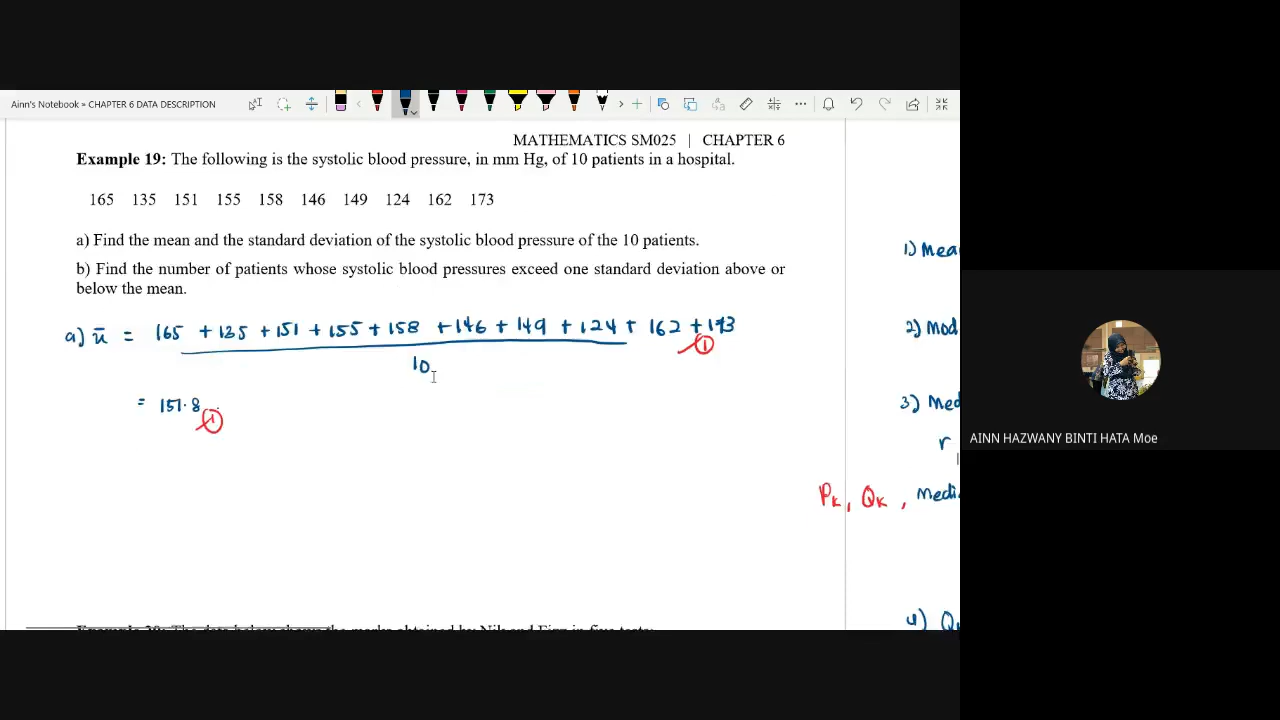 Ainn's Notebook » CHAPTER 6 DATA DESCRIPTION
MATHEMATICS SM025 | CHAPTER 6
Example 19: The following is the systolic blood pressure, in mm Hg, of 10 patients in a hospital.
165 135 151 155 158 146 149 124 162 173
a) Find the mean and the standard deviation of the systolic blood pressure of the 10 patients.
b) Find the number of patients whose systolic blood pressures exceed one standard deviation above or
below the mean.
a) x̄ = 165 + 135 + 151 + 155 + 158 + 146 + 149 + 124 + 162 + 173
①
10
= 151.8
①
1) Mea
2) Mod
3) Med
r
Pk, Qk, Medi
4) Q
AINN HAZWANY BINTI HATA Moe